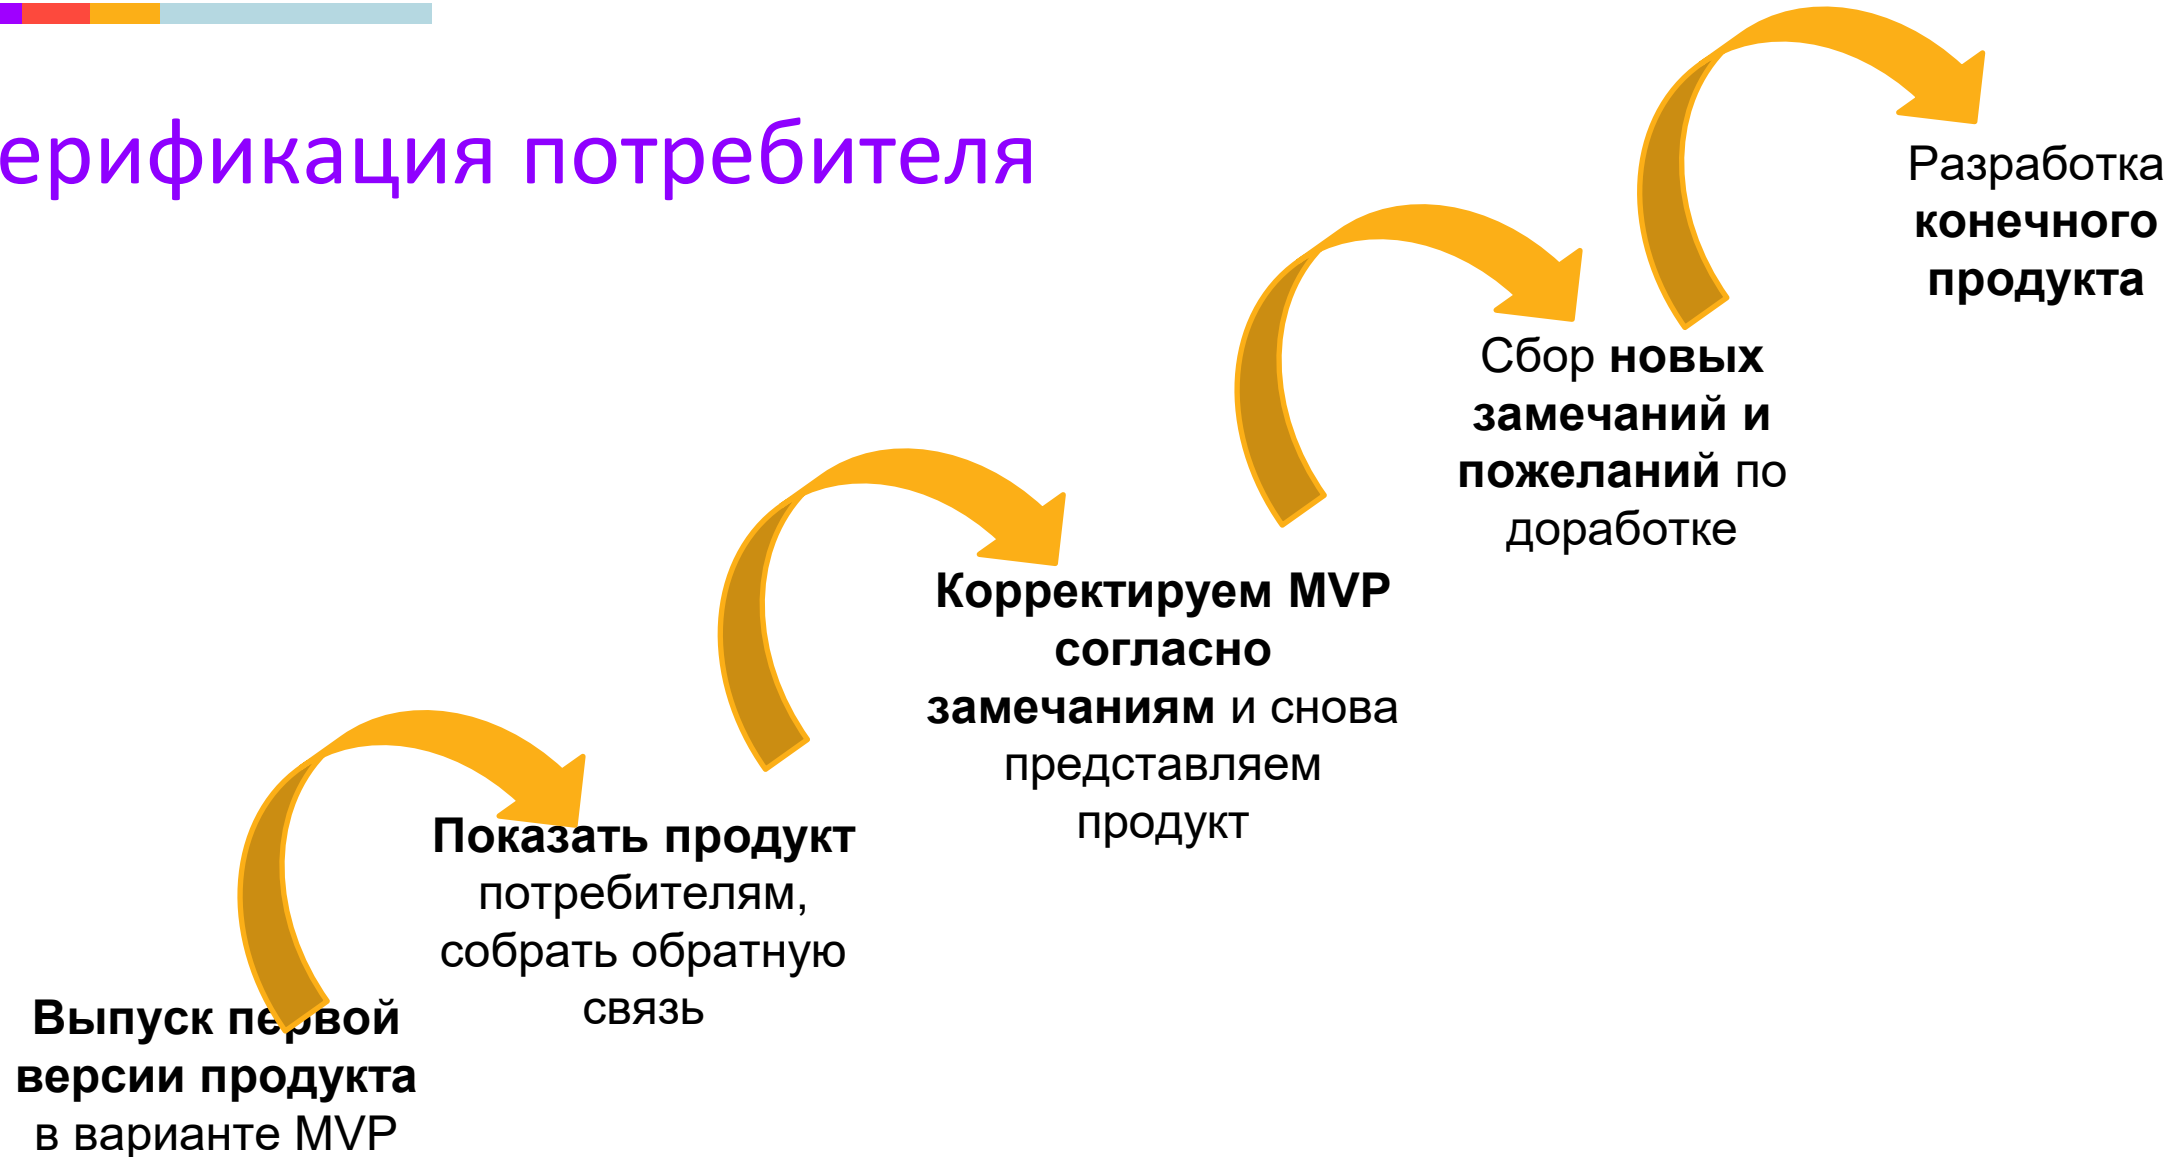 ерификация потребителя
Выпуск первой
версии продукта
в варианте MVP
Показать продукт
потребителям,
собрать обратную
связь
Корректируем MVP
согласно
замечаниям и снова
представляем
продукт
Сбор новых
замечаний и
пожеланий по
доработке
Разработка
конечного
продукта